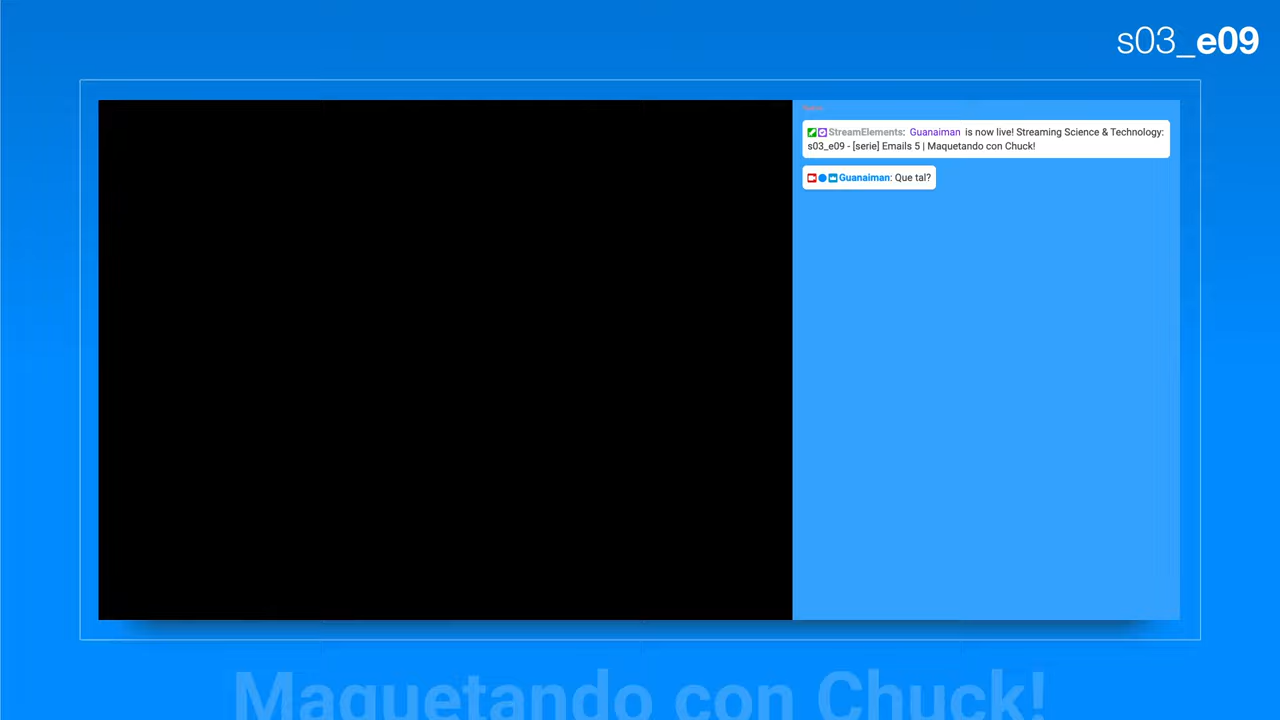 s03_e09
StreamElements: Guanaiman is now live! Streaming Science & Technology:
s03_e09 - [serie] Emails 5 | Maquetando con Chuck!
Guanaiman: Que tal?
Maquetando con Chuck!